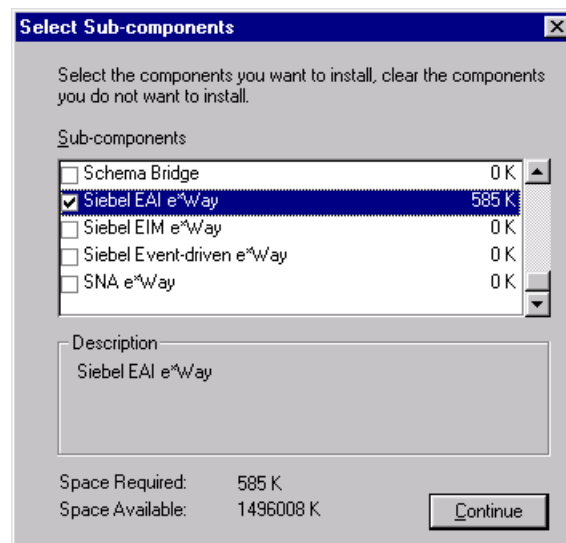 Select Sub-components
Select the components you want to install, clear the components
you do not want to install.
Sub-components
Schema Bridge 0 K
Siebel EAI e*Way 585 K
Siebel EIM e*Way 0 K
Siebel Event-driven e*Way 0 K
SNA e*Way 0 K
Description
Siebel EAI e*Way
Space Required: 585 K
Space Available: 1496008 K
Continue